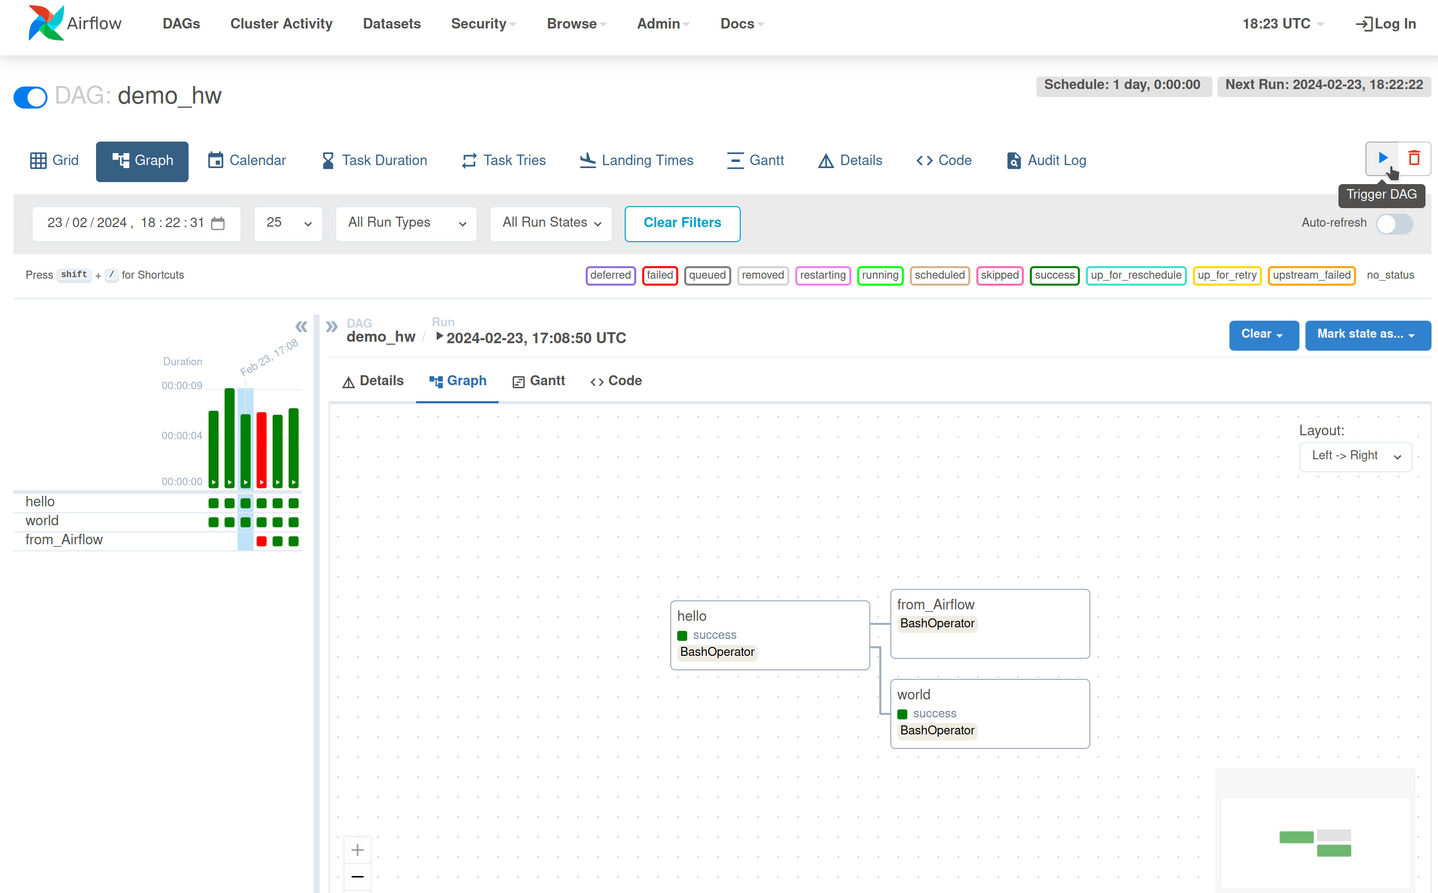 Airflow DAGs Cluster Activity Datasets Security Browse Admin Docs 18:23 UTC Log In
DAG: demo_hw Schedule: 1 day, 0:00:00 Next Run: 2024-02-23, 18:22:22
Grid Graph Calendar Task Duration Task Tries Landing Times Gantt Details Code Audit Log
Trigger DAG
23/02/2024, 18:22:31 25 All Run Types All Run States Clear Filters Auto-refresh
Press shift + / for Shortcuts deferred failed queued removed restarting running scheduled skipped success up_for_reschedule up_for_retry upstream_failed no_status
DAG Run
demo_hw / 2024-02-23, 17:08:50 UTC Clear Mark state as...
Feb 23, 17:08
Duration
00:00:09
00:00:04
00:00:00
hello
world
from_Airflow
Details Graph Gantt Code
Layout:
Left -> Right
hello
success
BashOperator
from_Airflow
BashOperator
world
success
BashOperator